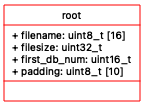 root
+ filename: uint8_t [16]
+ filesize: uint32_t
+ first_db_num: uint16_t
+ padding: uint8_t [10]